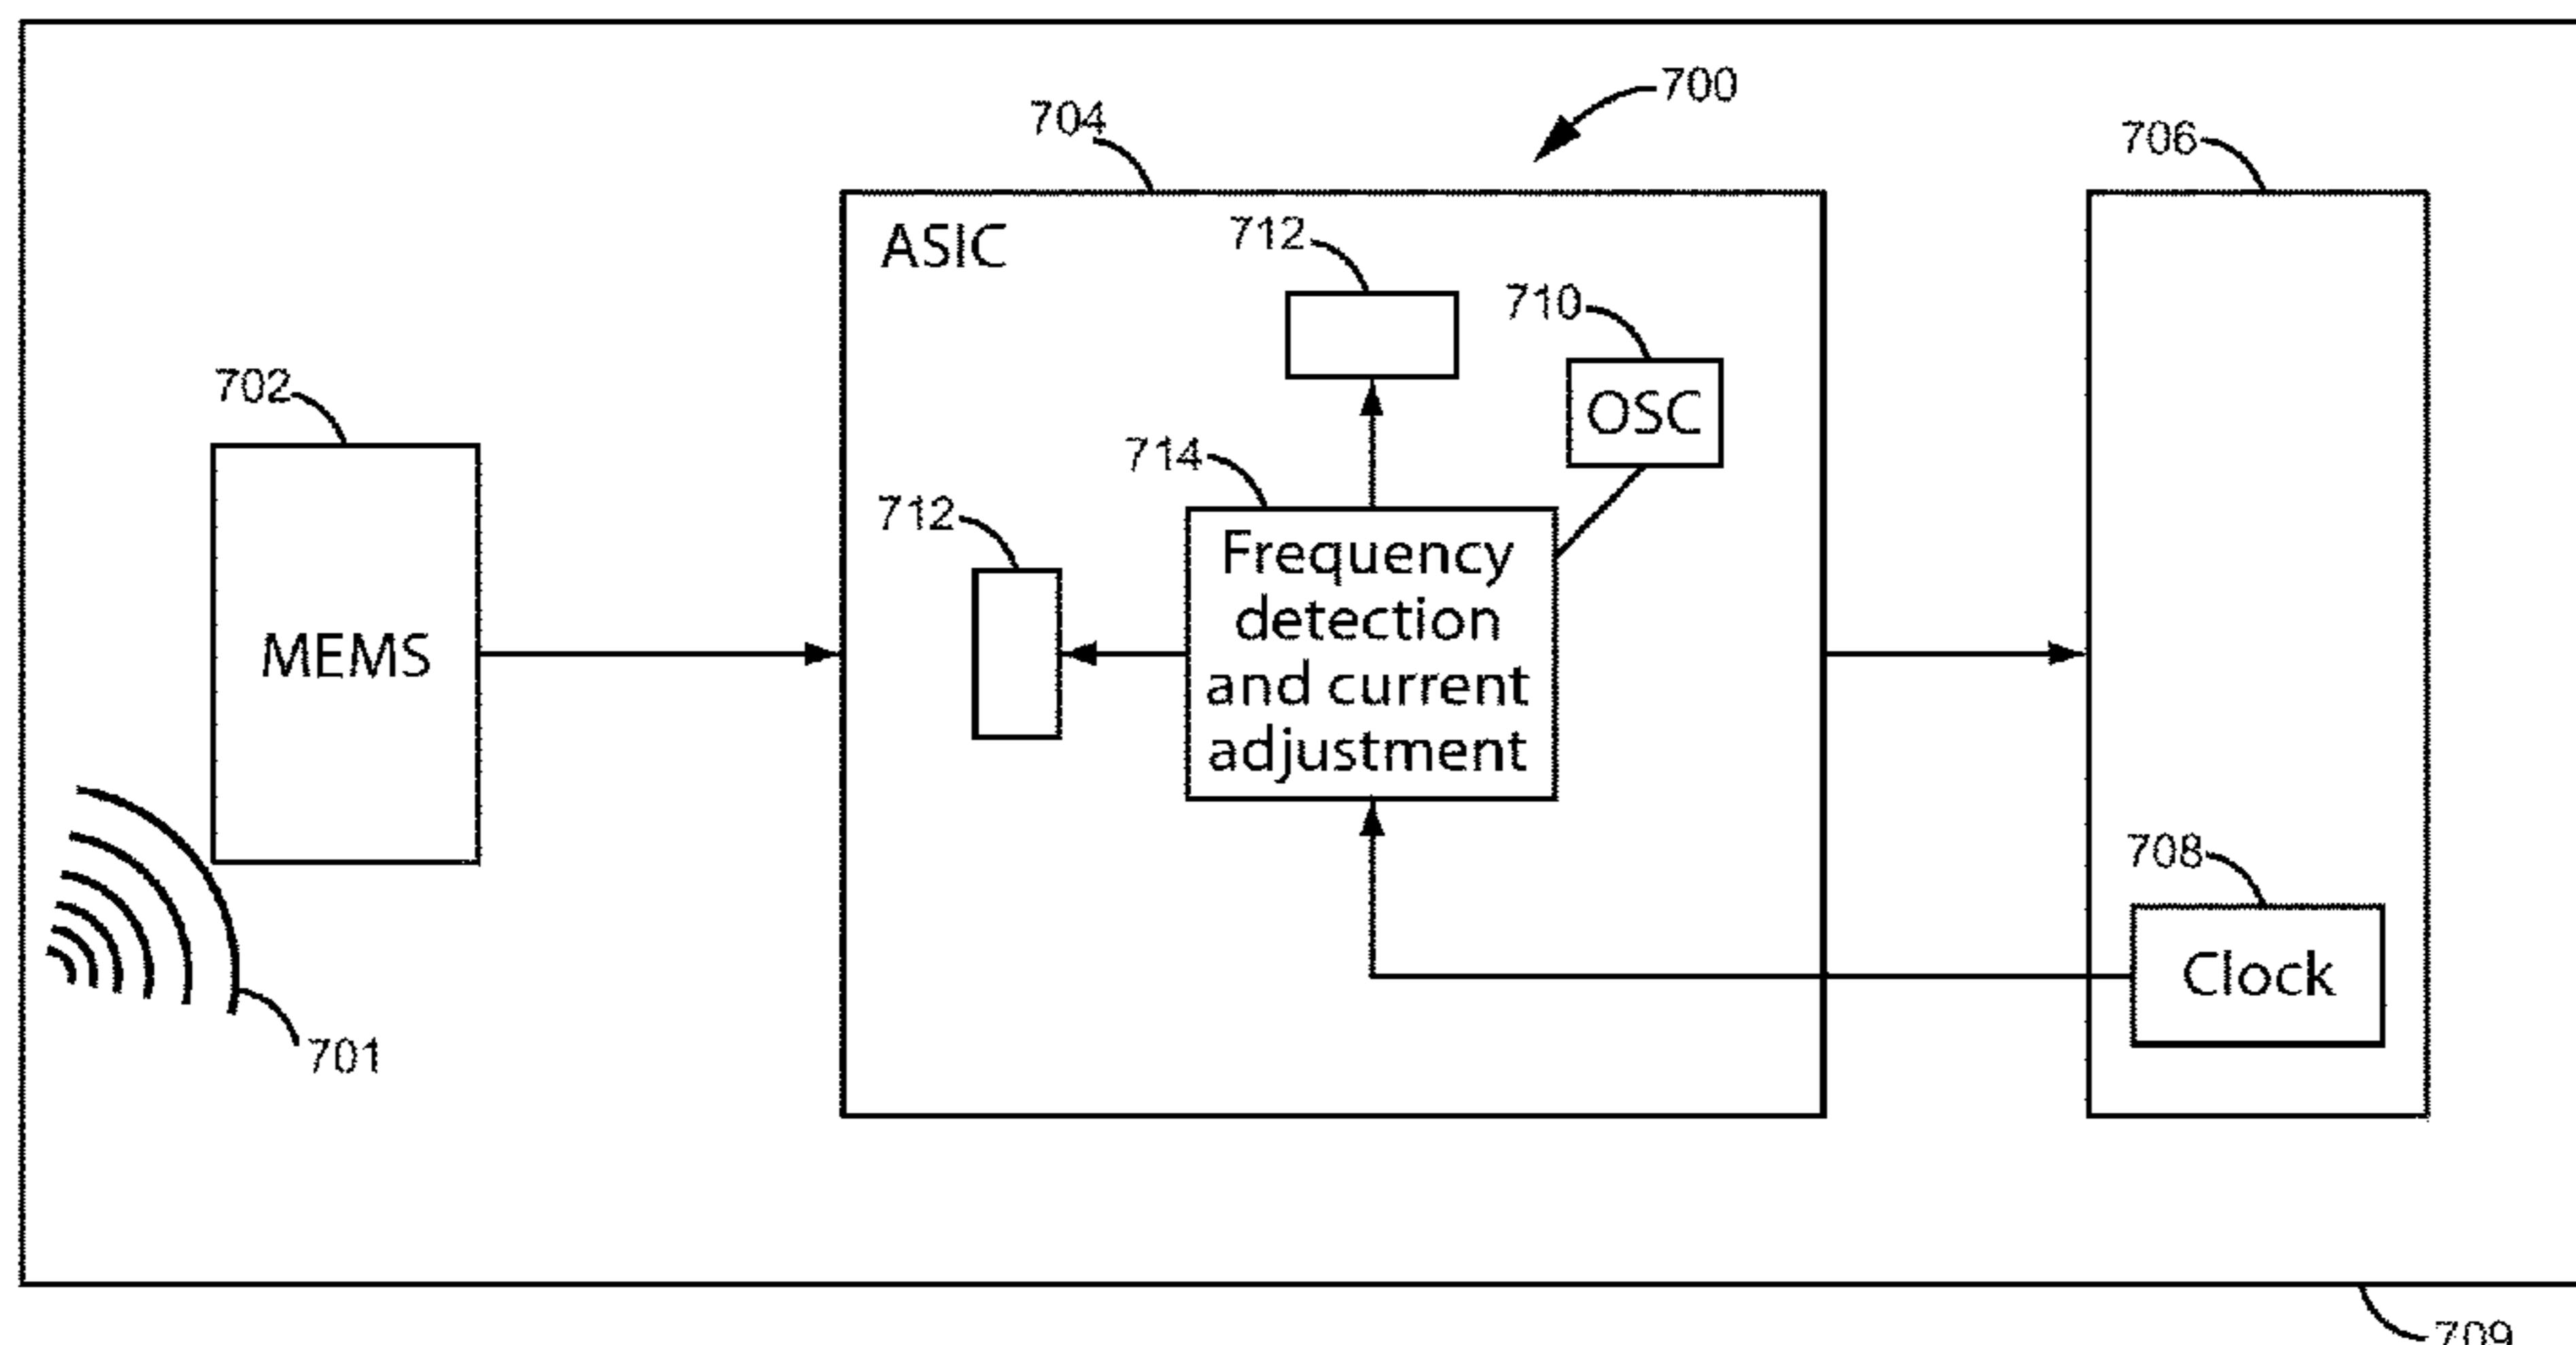 700
704
706
ASIC
712
710
OSC
702
714
712
Frequency
detection
and current
adjustment
MEMS
708
Clock
701
709